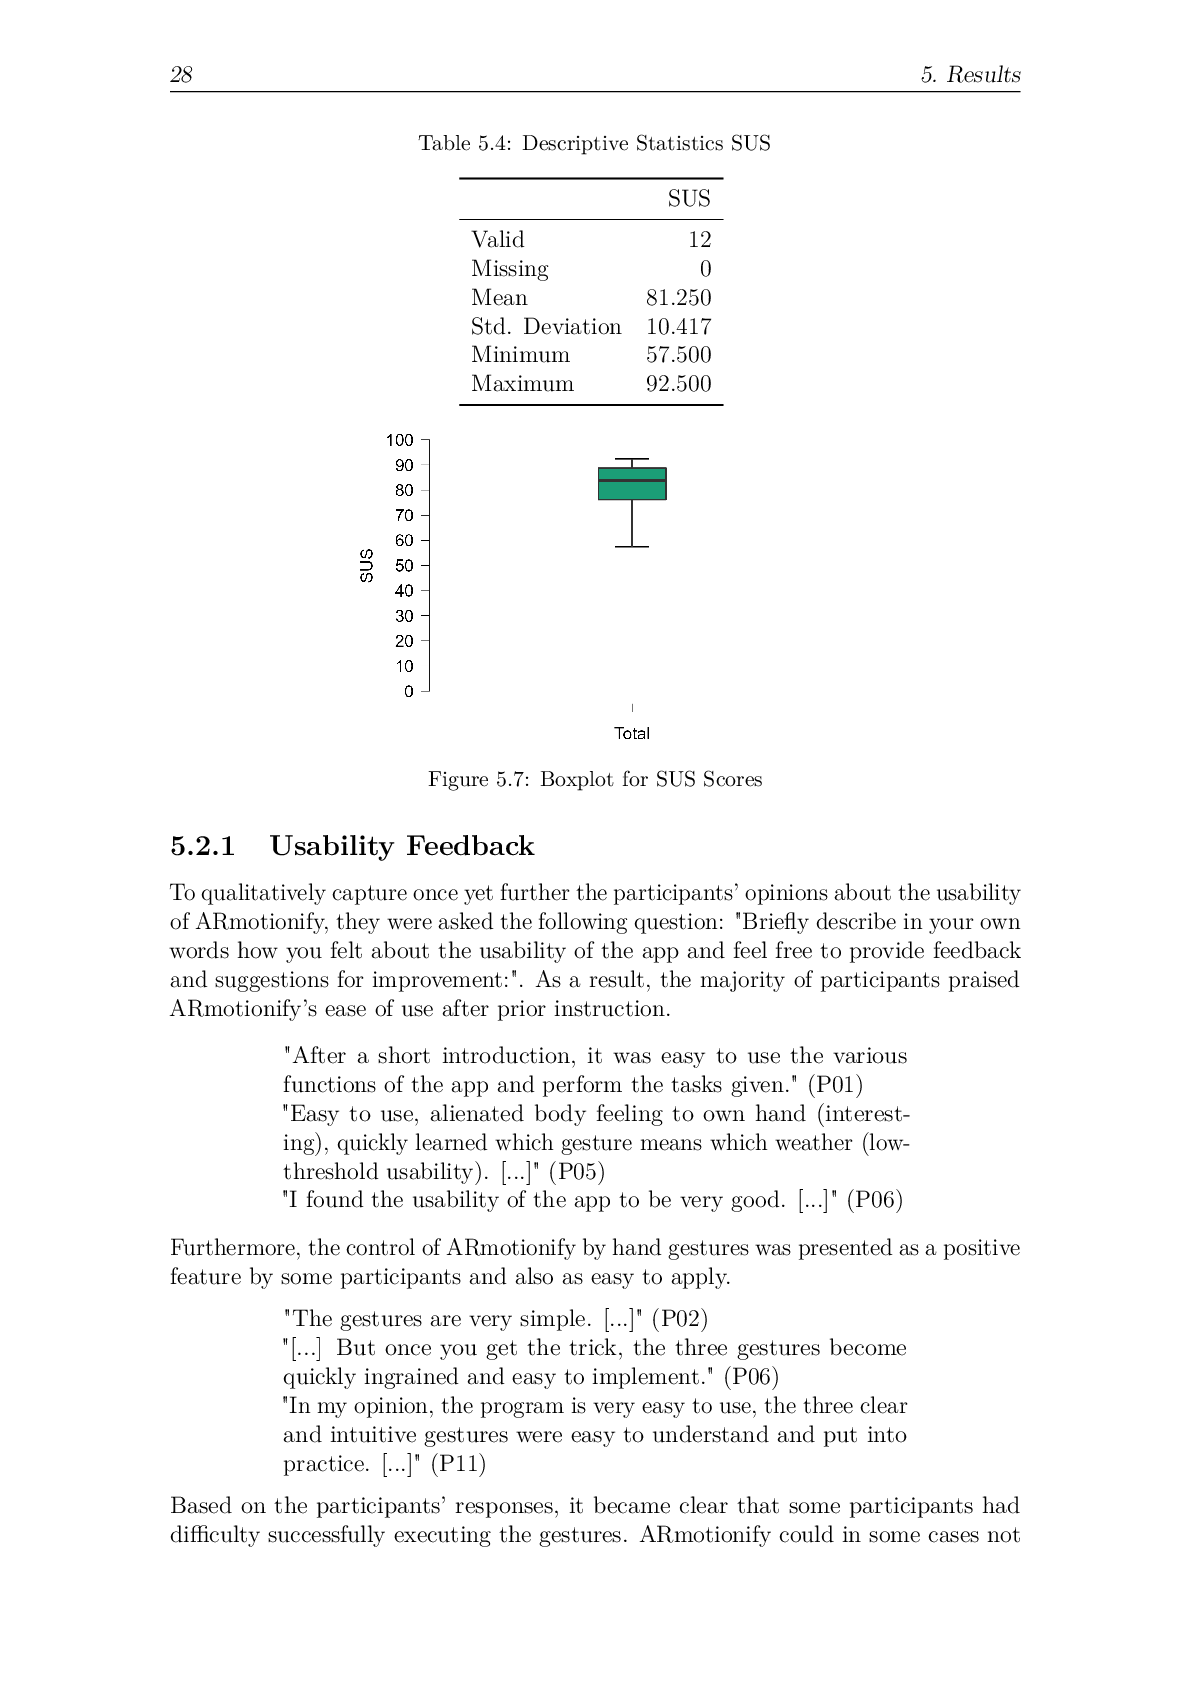 28 5. Results
Table 5.4: Descriptive Statistics SUS
SUS
Valid 12
Missing 0
Mean 81.250
Std. Deviation 10.417
Minimum 57.500
Maximum 92.500
100
90
80
70
60
50
40
30
20
10
0
SUS
Total
Figure 5.7: Boxplot for SUS Scores
5.2.1 Usability Feedback
To qualitatively capture once yet further the participants' opinions about the usability
of ARmotionify, they were asked the following question: "Briefly describe in your own
words how you felt about the usability of the app and feel free to provide feedback
and suggestions for improvement:". As a result, the majority of participants praised
ARmotionify's ease of use after prior instruction.
"After a short introduction, it was easy to use the various
functions of the app and perform the tasks given." (P01)
"Easy to use, alienated body feeling to own hand (interest-
ing), quickly learned which gesture means which weather (low-
threshold usability). [...]" (P05)
"I found the usability of the app to be very good. [...]" (P06)
Furthermore, the control of ARmotionify by hand gestures was presented as a positive
feature by some participants and also as easy to apply.
"The gestures are very simple. [...]" (P02)
"[...] But once you get the trick, the three gestures become
quickly ingrained and easy to implement." (P06)
"In my opinion, the program is very easy to use, the three clear
and intuitive gestures were easy to understand and put into
practice. [...]" (P11)
Based on the participants' responses, it became clear that some participants had
difficulty successfully executing the gestures. ARmotionify could in some cases not